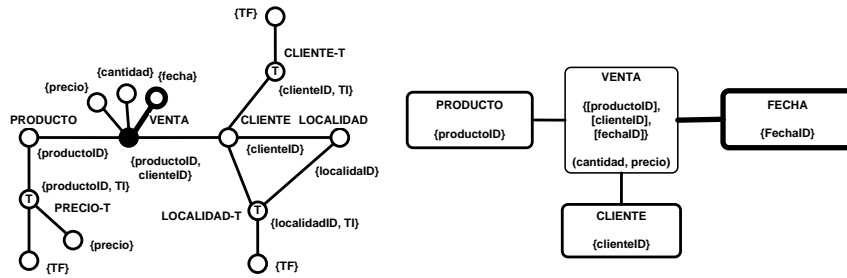 {TF}
CLIENTE-T
T
{clienteID, TI}
{cantidad}
{precio}
{fecha}
PRODUCTO
VENTA
CLIENTE
LOCALIDAD
{productoID}
{productoID,
clienteID}
{clienteID}
{localidaID}
{productoID, TI}
T
PRECIO-T
{precio}
{TF}
LOCALIDAD-T
T
{localidadID, TI}
{TF}
PRODUCTO
{productoID}
VENTA
{[productoID],
[clienteID],
[fechaID]}
(cantidad, precio)
FECHA
{FechaID}
CLIENTE
{clienteID}